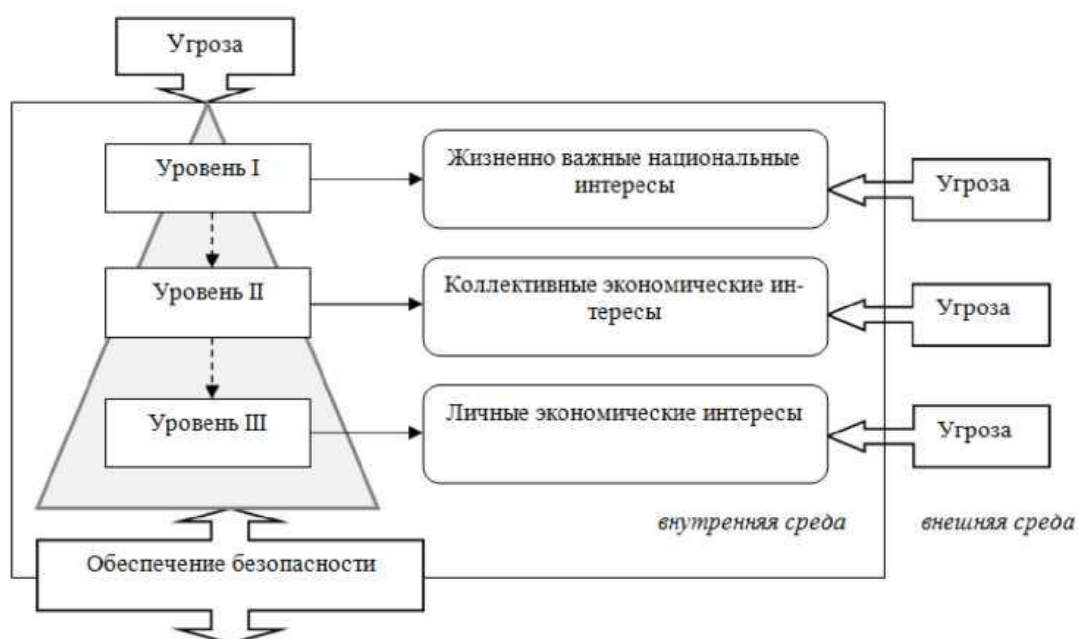 Угроза
Уровень I
Жизненно важные национальные
интересы
Угроза
Уровень II
Коллективные экономические ин-
тересы
Угроза
Уровень III
Личные экономические интересы
Угроза
внутренняя среда
внешняя среда
Обеспечение безопасности